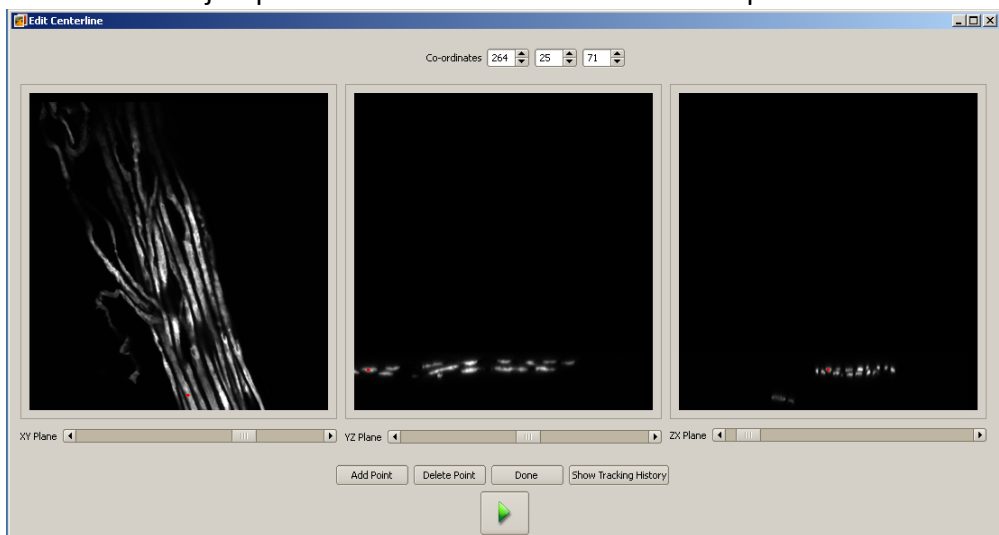 Edit Centerline
Co-ordinates 264 25 71
XY Plane YZ Plane ZX Plane
Add Point Delete Point Done Show Tracking History